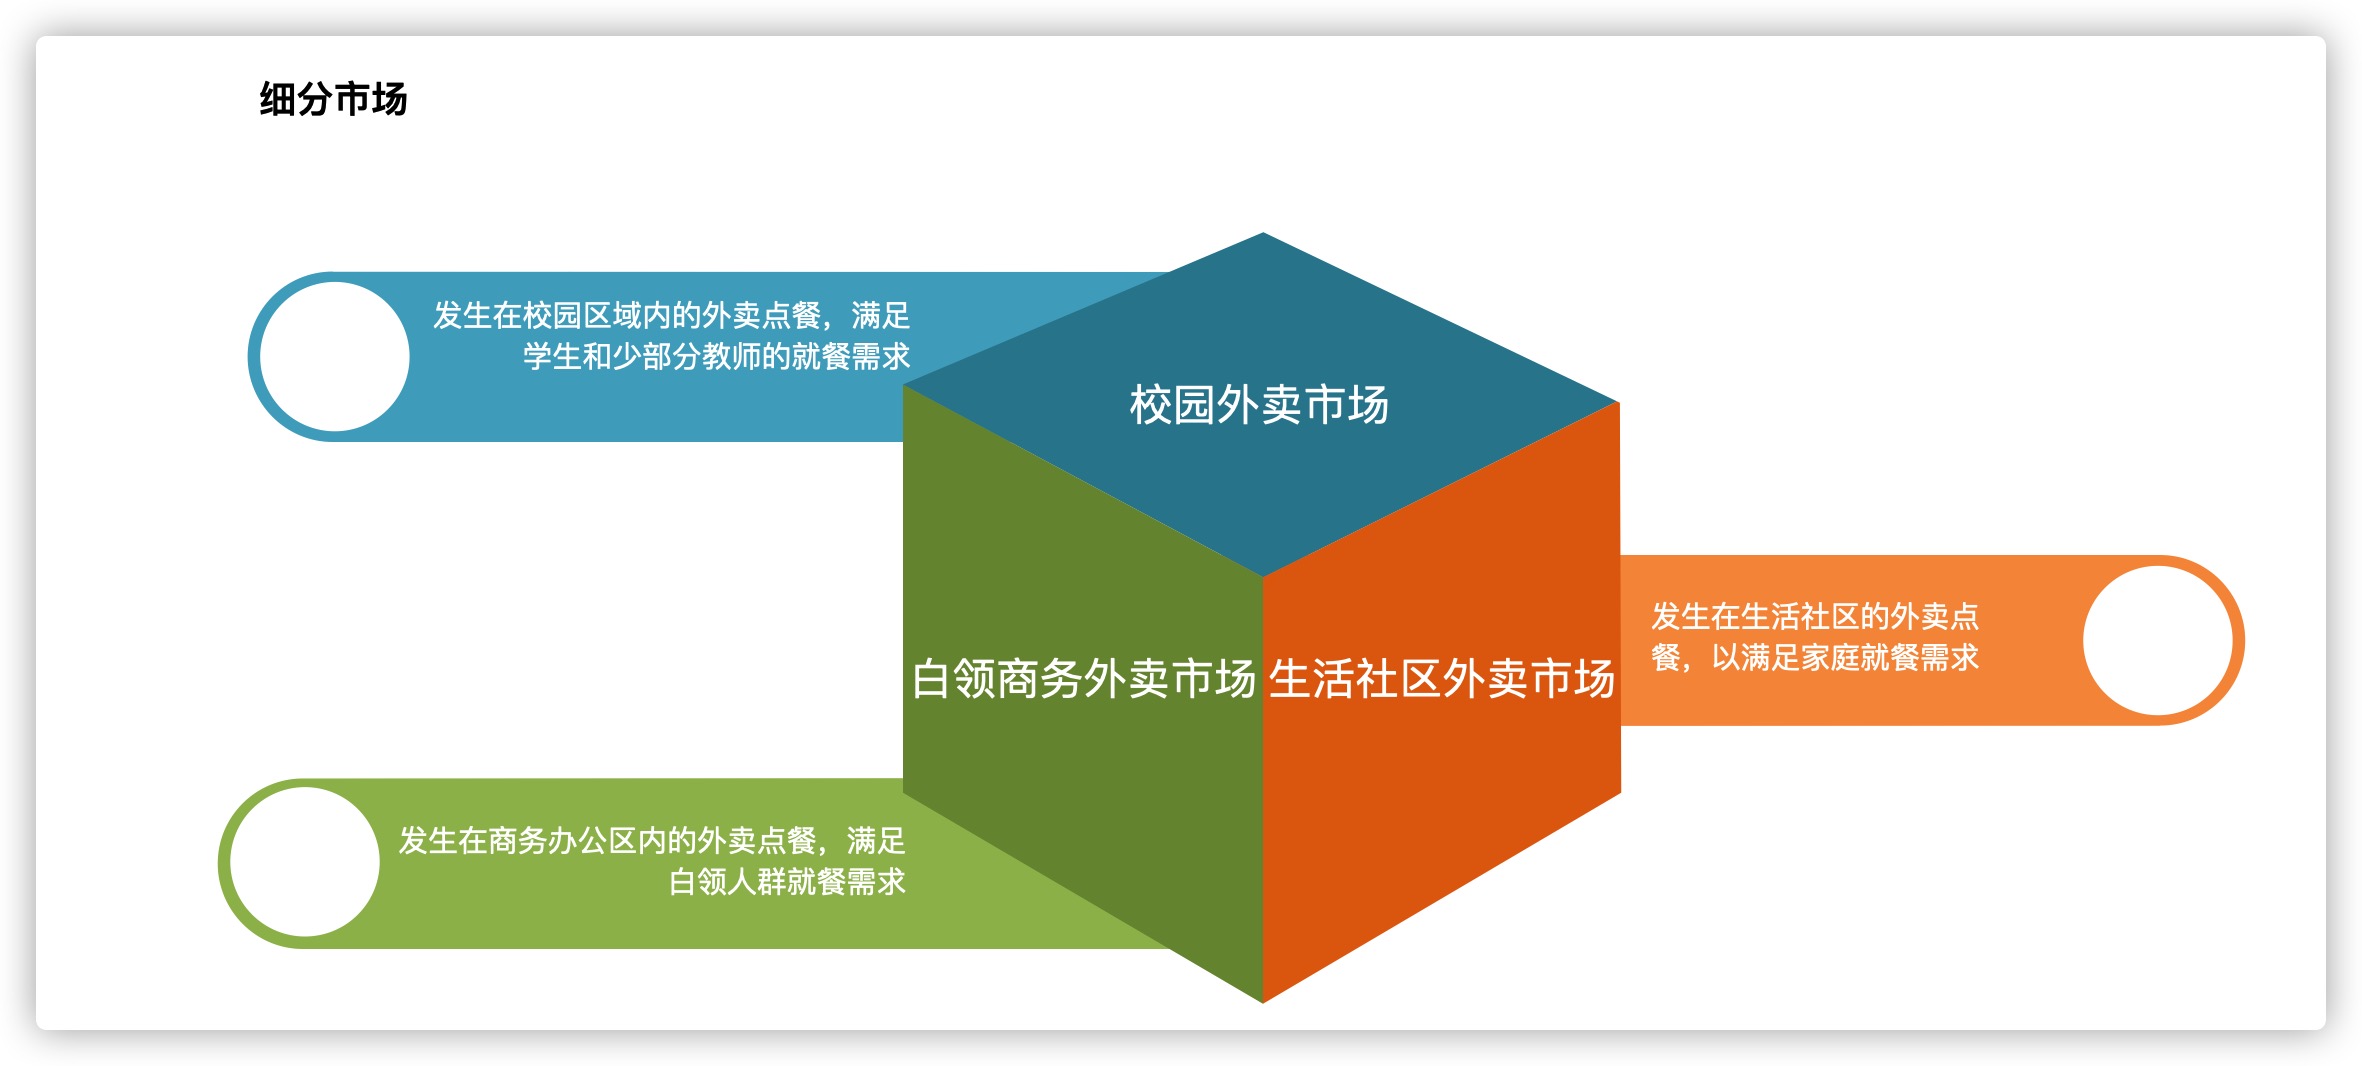 细分市场
发生在校园区域内的外卖点餐，满足
学生和少部分教师的就餐需求
校园外卖市场
白领商务外卖市场
生活社区外卖市场
发生在生活社区的外卖点
餐，以满足家庭就餐需求
发生在商务办公区内的外卖点餐，满足
白领人群就餐需求